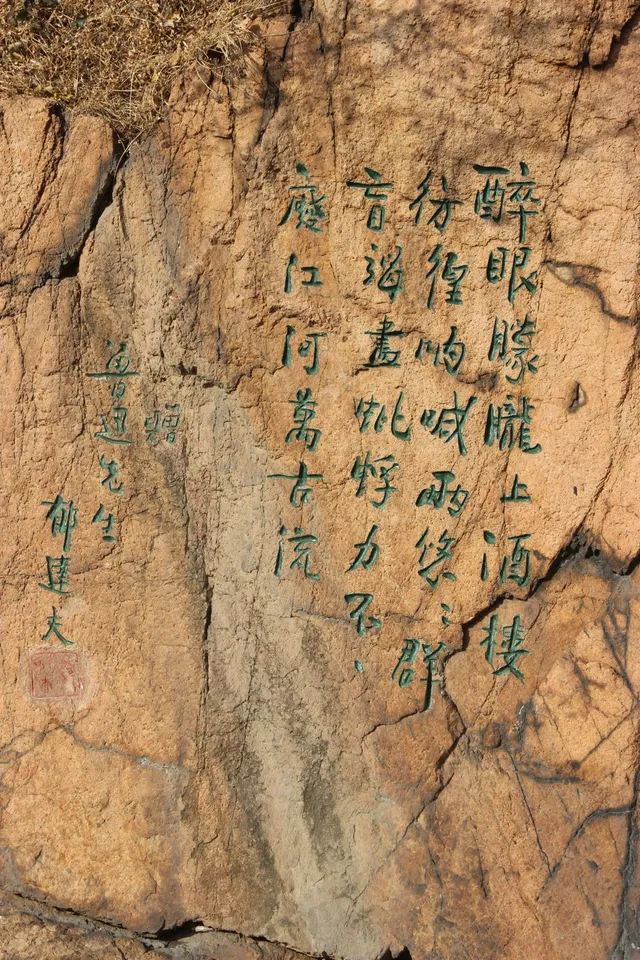 醉眼朦朧上酒樓
彷徨吶喊兩悠〻群
盲竭盡蚍蜉力不
廢江河萬古流
贈
魯迅先生
郁達夫